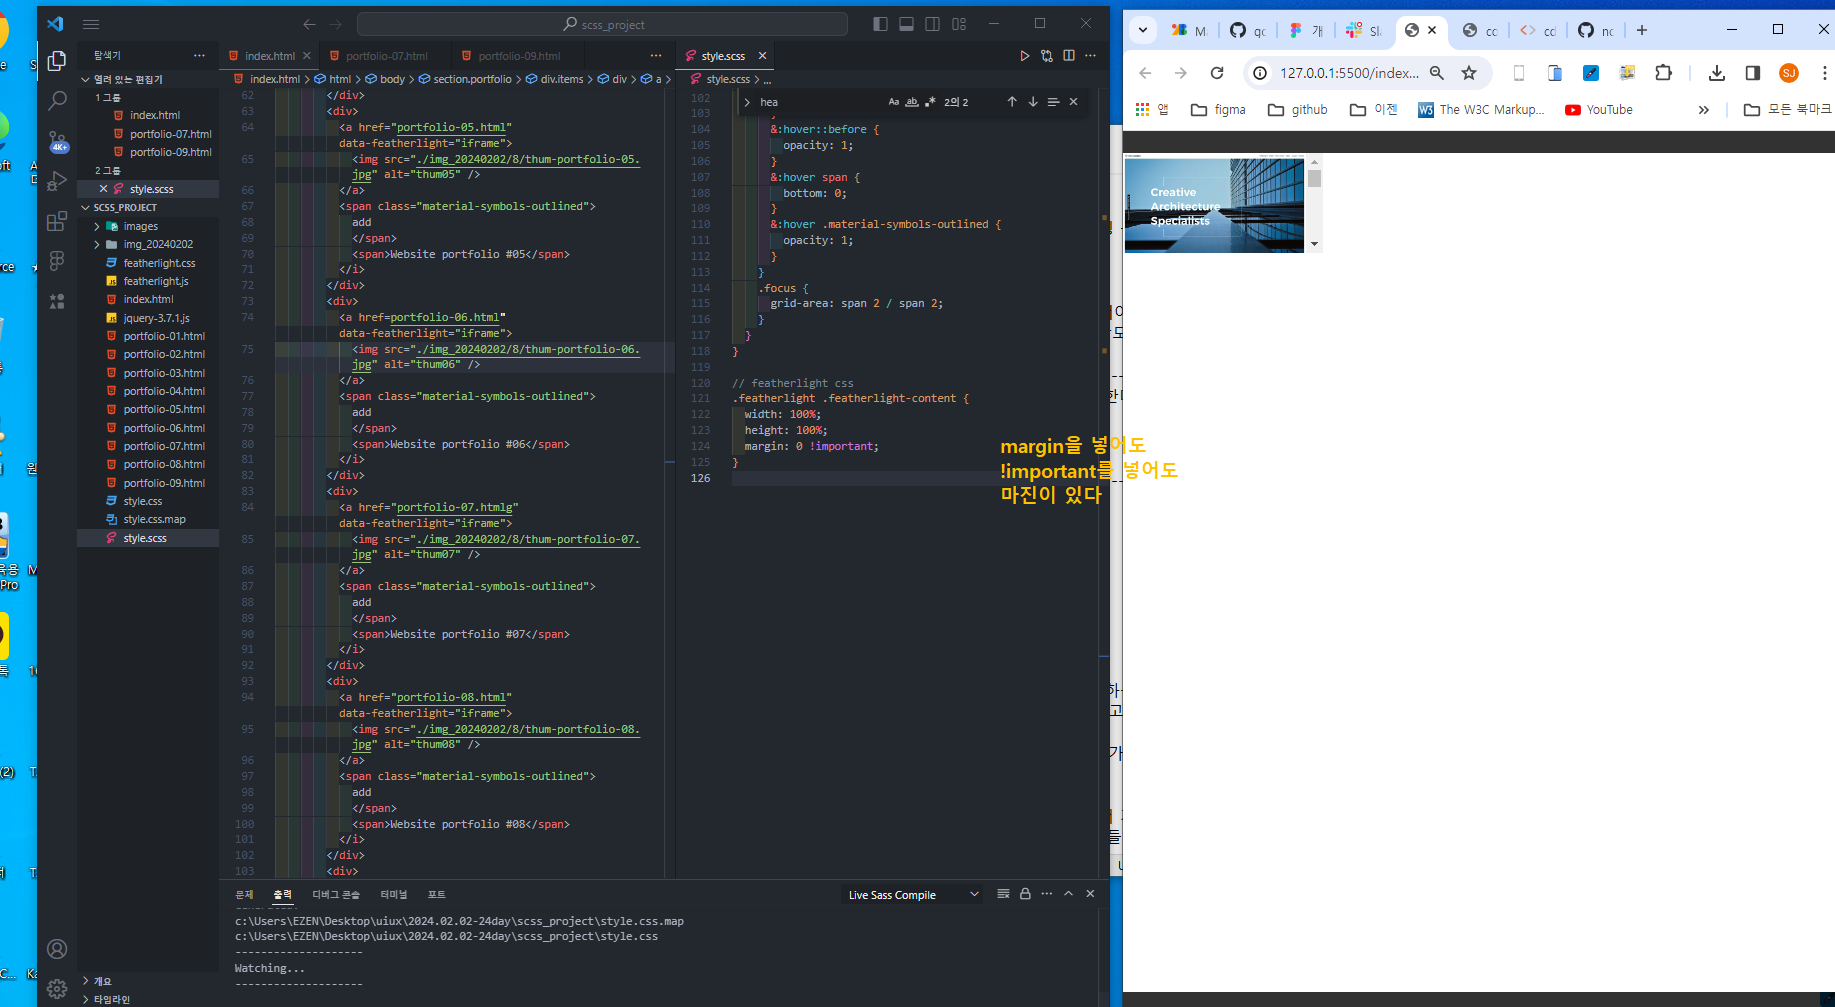 scss_project
탐색기
열려 있는 편집기
1 그룹
index.html
portfolio-07.html
portfolio-09.html
2 그룹
style.scss
SCSS_PROJECT
images
img_20240202
featherlight.css
featherlight.js
index.html
jquery-3.7.1.js
portfolio-01.html
portfolio-02.html
portfolio-03.html
portfolio-04.html
portfolio-05.html
portfolio-06.html
portfolio-07.html
portfolio-08.html
portfolio-09.html
style.css
style.css.map
style.scss
개요
타임라인
4K+
index.html
portfolio-07.html
portfolio-09.html
index.html > html > body > section.portfolio > div.items > div > a >
62 </div>
63 <div>
64 <a href="portfolio-05.html"
data-featherlight="iframe">
65 <img src="./img_20240202/8/thum-portfolio-05.
jpg" alt="thum05" />
66 </a>
67 <span class="material-symbols-outlined">
68 add
69 </span>
70 <span>Website portfolio #05</span>
71 </i>
72 </div>
73 <div>
74 <a href=portfolio-06.html"
data-featherlight="iframe">
75 <img src="./img_20240202/8/thum-portfolio-06.
jpg" alt="thum06" />
76 </a>
77 <span class="material-symbols-outlined">
78 add
79 </span>
80 <span>Website portfolio #06</span>
81 </i>
82 </div>
83 <div>
84 <a href="portfolio-07.htmlg"
data-featherlight="iframe">
85 <img src="./img_20240202/8/thum-portfolio-07.
jpg" alt="thum07" />
86 </a>
87 <span class="material-symbols-outlined">
88 add
89 </span>
90 <span>Website portfolio #07</span>
91 </i>
92 </div>
93 <div>
94 <a href="portfolio-08.html"
data-featherlight="iframe">
95 <img src="./img_20240202/8/thum-portfolio-08.
jpg" alt="thum08" />
96 </a>
97 <span class="material-symbols-outlined">
98 add
99 </span>
100 <span>Website portfolio #08</span>
101 </i>
102 </div>
103 <div>
style.scss
style.scss > ...
hea
Aa ab 2의 2
102
103 }
104 &:hover::before {
105 opacity: 1;
106 }
107 &:hover span {
108 bottom: 0;
109 }
110 &:hover .material-symbols-outlined {
111 opacity: 1;
112 }
113 }
114 .focus {
115 grid-area: span 2 / span 2;
116 }
117 }
118 }
119
120 // featherlight css
121 .featherlight .featherlight-content {
122 width: 100%;
123 height: 100%;
124 margin: 0 !important;
125 }
126
margin을 넣어도
!important를 넣어도
마진이 있다
문제 출력 디버그 콘솔 터미널 포트
Live Sass Compile
c:\Users\EZEN\Desktop\uiux\2024.02.02-24day\scss_project\style.css.map
c:\Users\EZEN\Desktop\uiux\2024.02.02-24day\scss_project\style.css
--------------------
Watching...
--------------------
127.0.0.1:5500/index...
SJ
앱 figma github 이젠 The W3C Markup... YouTube » 모든 북마크
Creative
Architecture
Specialists